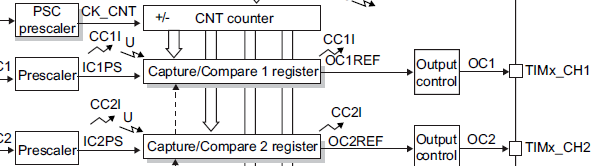 PSC
prescaler
CK_CNT
+/- CNT counter
CC1I
U
CC1I
C1
Prescaler
IC1PS
Capture/Compare 1 register
OC1REF
Output
control
OC1
TIMx_CH1
CC2I
U
CC2I
C2
Prescaler
IC2PS
Capture/Compare 2 register
OC2REF
Output
control
OC2
TIMx_CH2